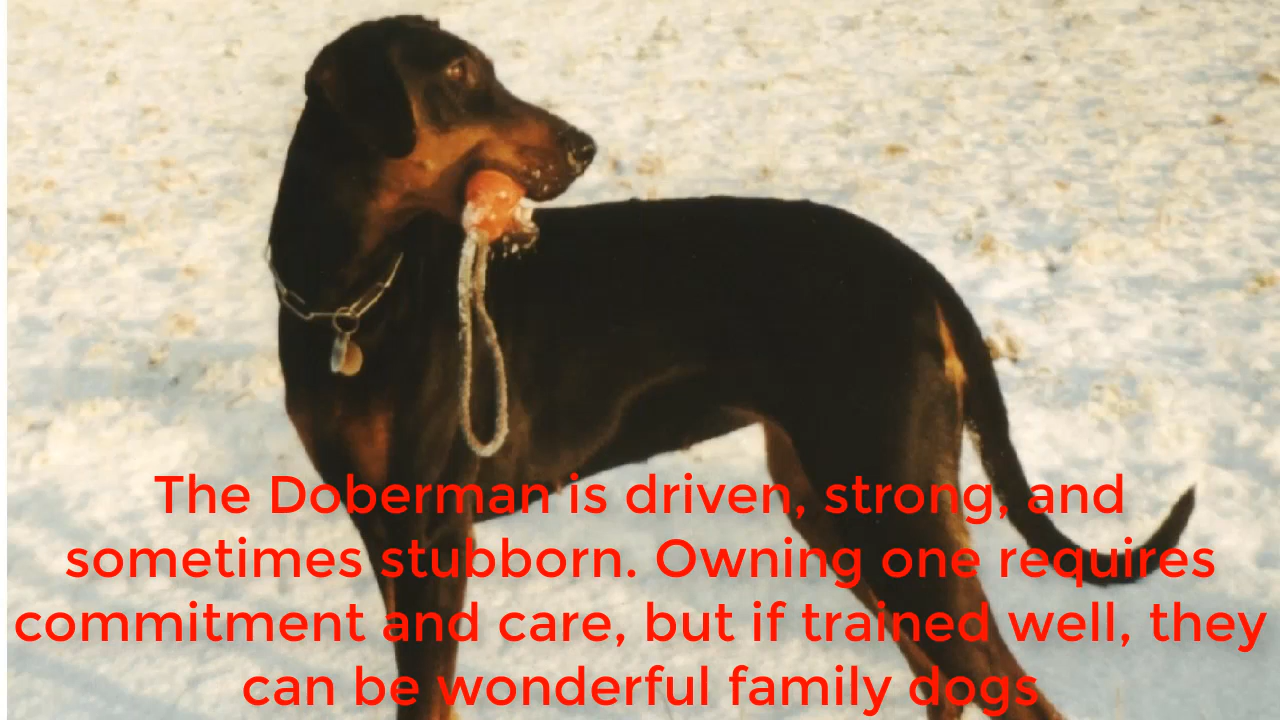 The Doberman is driven, strong, and
sometimes stubborn. Owning one requires
commitment and care, but if trained well, they
can be wonderful family dogs